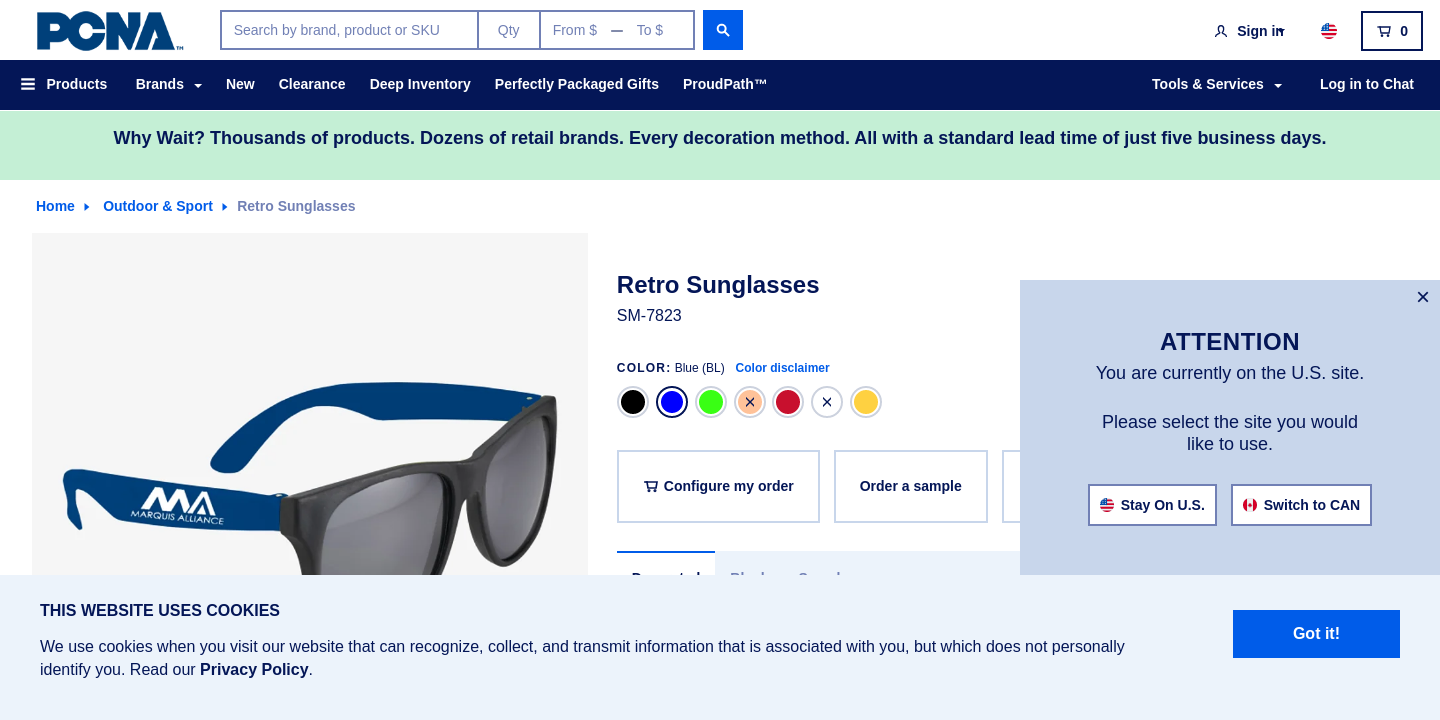 PCNA™
Search by brand, product or SKU
Qty
From $ — To $
Sign in
0
Products
Brands
New
Clearance
Deep Inventory
Perfectly Packaged Gifts
ProudPath™
Tools & Services
Log in to Chat
Why Wait? Thousands of products. Dozens of retail brands. Every decoration method. All with a standard lead time of just five business days.
Home
Outdoor & Sport
Retro Sunglasses
Retro Sunglasses
SM-7823
COLOR: Blue (BL) Color disclaimer
Configure my order
Order a sample
MARQUIS ALLIANCE
ATTENTION
You are currently on the U.S. site.
Please select the site you would
like to use.
Stay On U.S.
Switch to CAN
THIS WEBSITE USES COOKIES
We use cookies when you visit our website that can recognize, collect, and transmit information that is associated with you, but which does not personally
identify you. Read our Privacy Policy.
Got it!